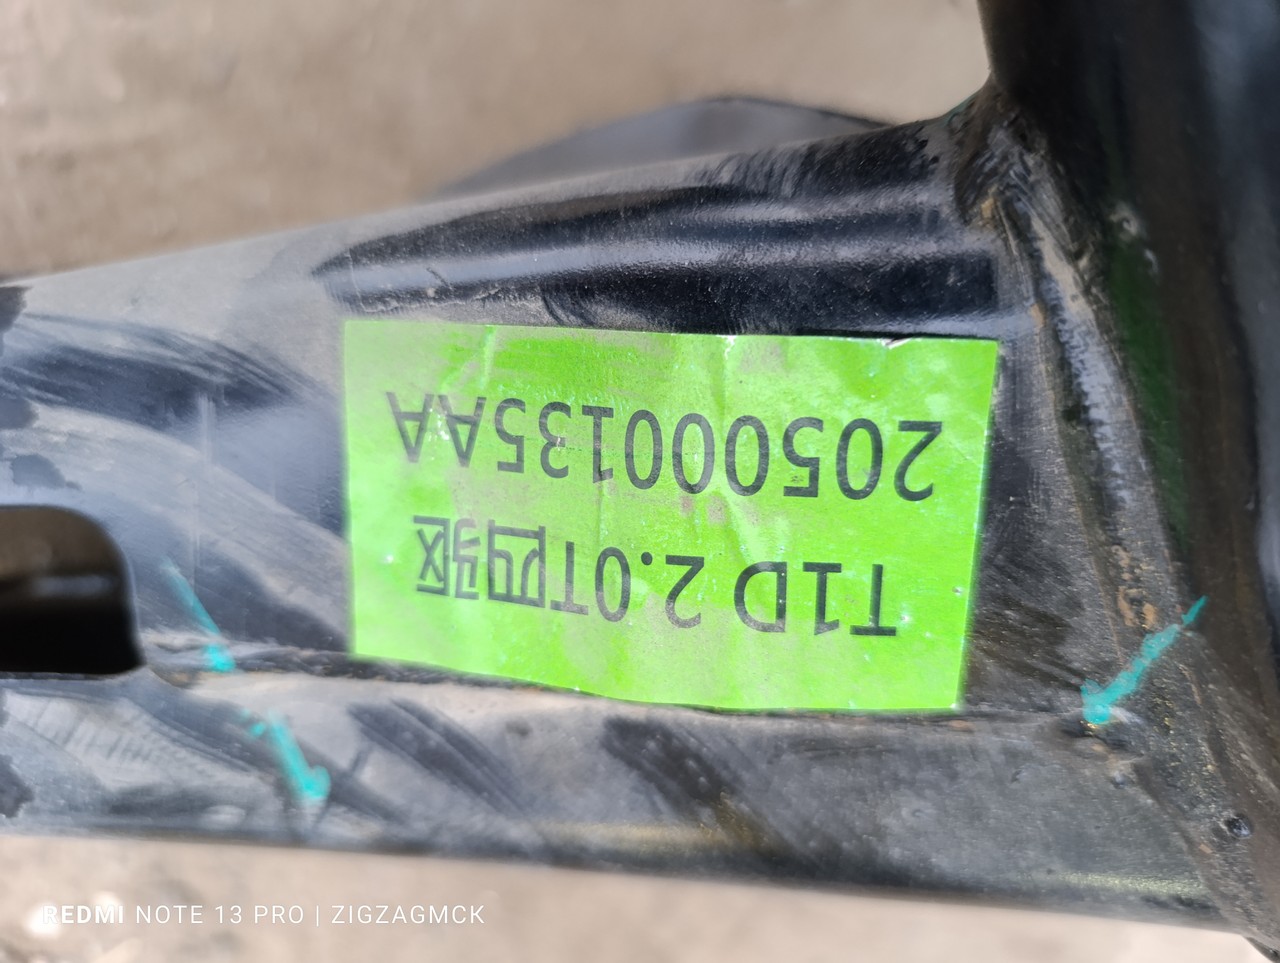 T1D 2.0T四驱
205000135AA
REDMI NOTE 13 PRO | ZIGZAGMCK